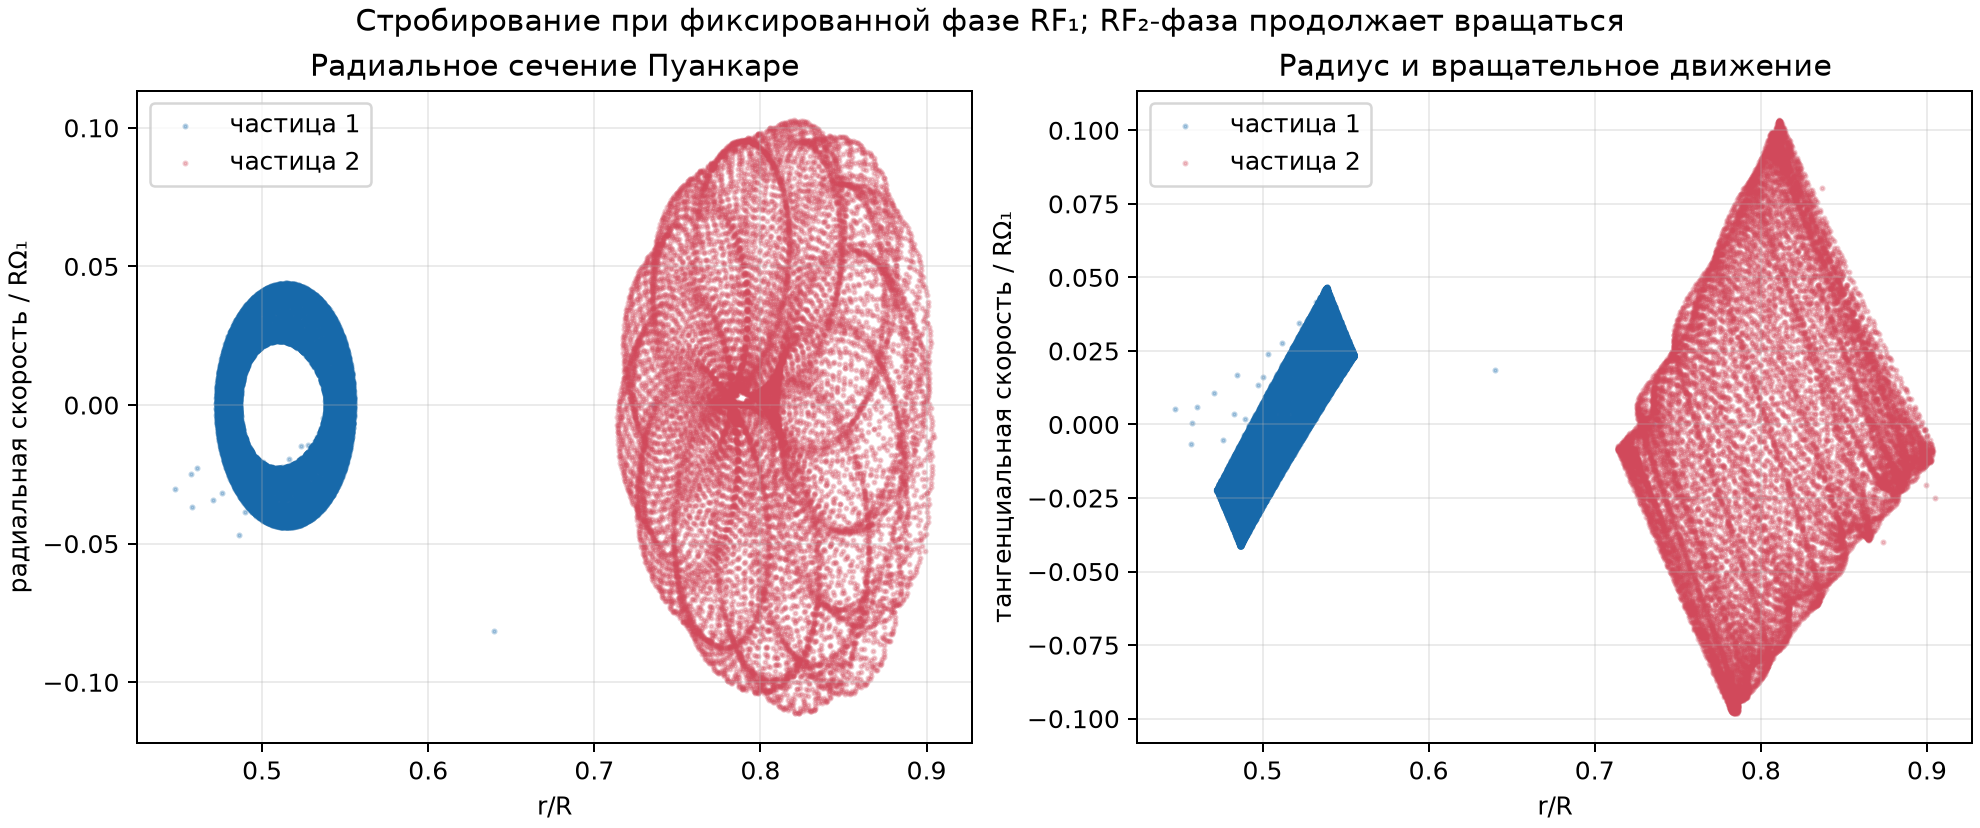 Стробирование при фиксированной фазе RF₁; RF₂-фаза продолжает вращаться
Радиальное сечение Пуанкаре
частица 1
частица 2
радиальная скорость / RΩ₁
0.10
0.05
0.00
−0.05
−0.10
0.5 0.6 0.7 0.8 0.9
r/R
Радиус и вращательное движение
частица 1
частица 2
тангенциальная скорость / RΩ₁
0.100
0.075
0.050
0.025
0.000
−0.025
−0.050
−0.075
−0.100
0.5 0.6 0.7 0.8 0.9
r/R